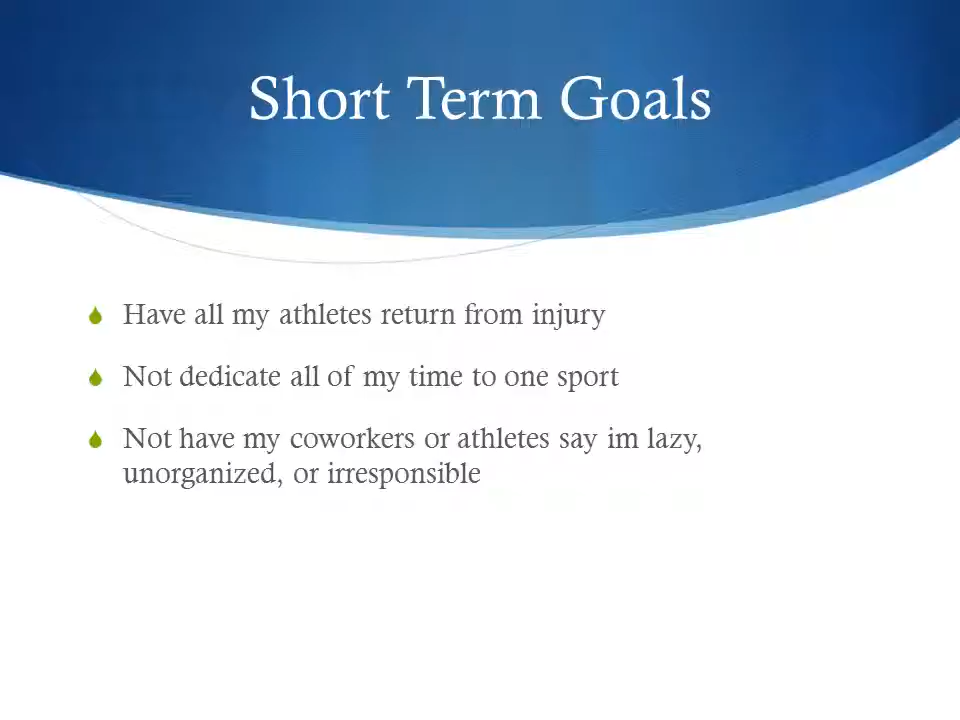 Short Term Goals
Have all my athletes return from injury
Not dedicate all of my time to one sport
Not have my coworkers or athletes say im lazy,
unorganized, or irresponsible